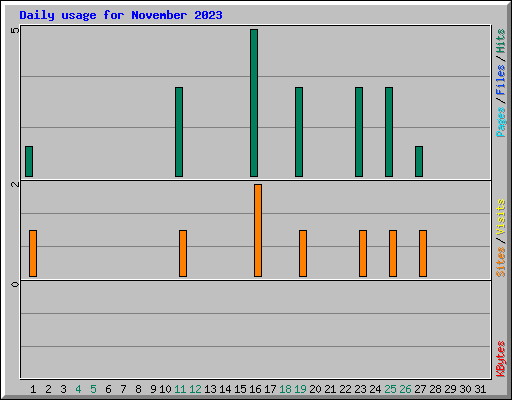 Daily usage for November 2023
5
2
0
Pages/Files/Hits
Sites/Visits
KBytes
1 2 3 4 5 6 7 8 9 10 11 12 13 14 15 16 17 18 19 20 21 22 23 24 25 26 27 28 29 30 31